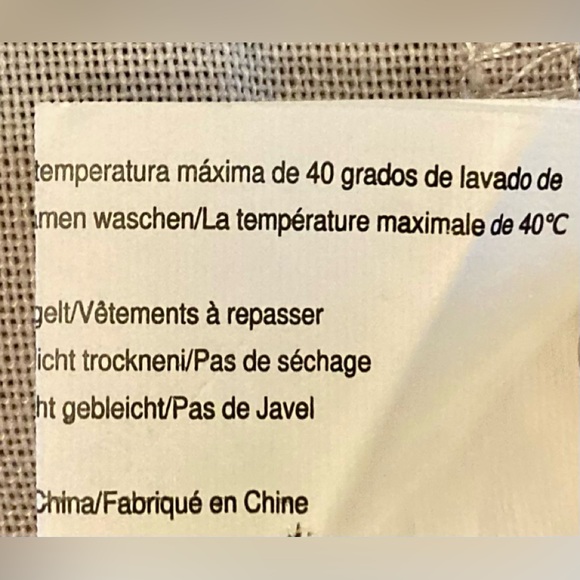 temperatura máxima de 40 grados de lavado de
men waschen/La température maximale de 40°C
gelt/Vêtements à repasser
icht trockneni/Pas de séchage
ht gebleicht/Pas de Javel
China/Fabriqué en Chine